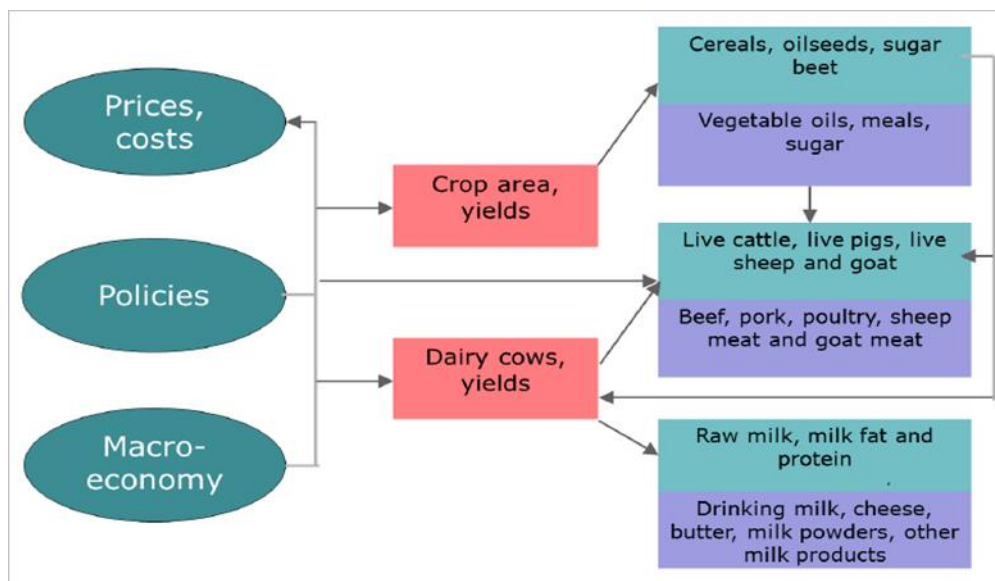 Prices,
costs
Policies
Macro-
economy
Crop area,
yields
Dairy cows,
yields
Cereals, oilseeds, sugar
beet
Vegetable oils, meals,
sugar
Live cattle, live pigs, live
sheep and goat
Beef, pork, poultry, sheep
meat and goat meat
Raw milk, milk fat and
protein
Drinking milk, cheese,
butter, milk powders, other
milk products